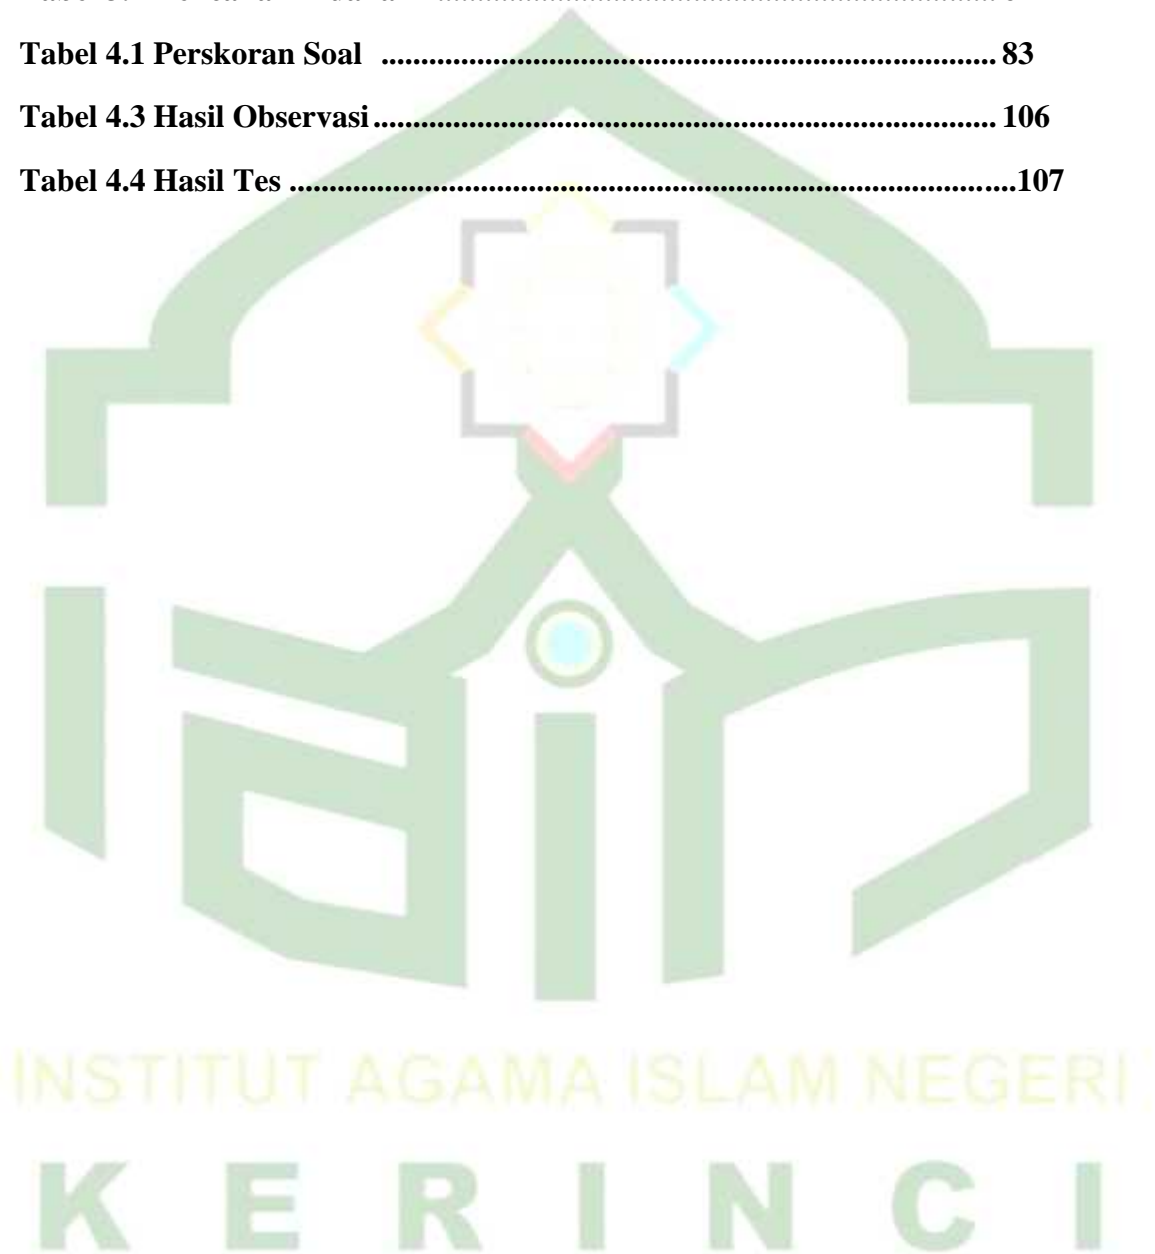 Tabel 4.1 Perskoran Soal ............................................................................... 83
Tabel 4.3 Hasil Observasi ................................................................................ 106
Tabel 4.4 Hasil Tes ............................................................................................107
iain
INSTITUT AGAMA ISLAM NEGERI
K E R I N C I